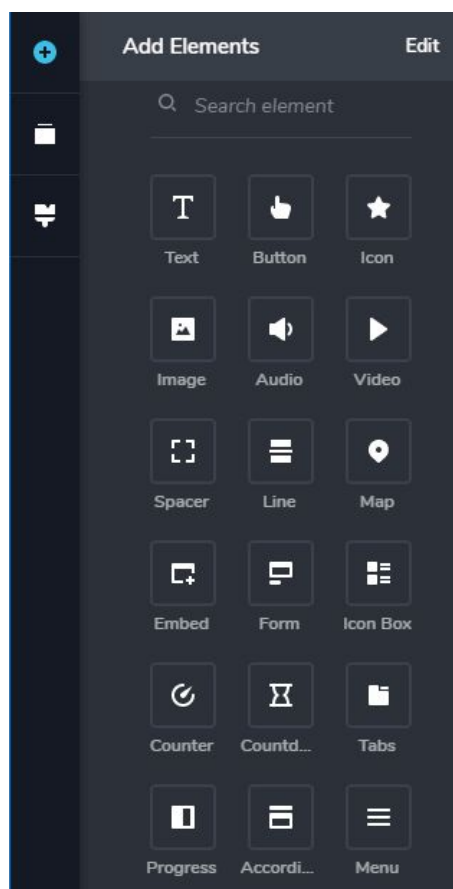 Add Elements Edit
Search element
Text Button Icon
Image Audio Video
Spacer Line Map
Embed Form Icon Box
Counter Countd... Tabs
Progress Accordi... Menu